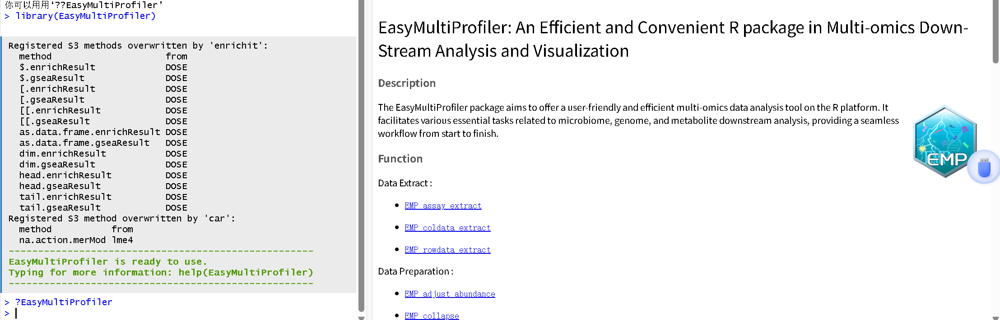 你可以用用‘??EasyMultiProfiler’
> library(EasyMultiProfiler)
Registered S3 methods overwritten by 'enrichit':
  method                     from
  $.enrichResult             DOSE
  $.gseaResult               DOSE
  [.enrichResult             DOSE
  [.gseaResult               DOSE
  [[.enrichResult            DOSE
  [[.gseaResult              DOSE
  as.data.frame.enrichResult DOSE
  as.data.frame.gseaResult   DOSE
  dim.enrichResult           DOSE
  dim.gseaResult             DOSE
  head.enrichResult          DOSE
  head.gseaResult            DOSE
  tail.enrichResult          DOSE
  tail.gseaResult            DOSE
Registered S3 method overwritten by 'car':
  method           from
  na.action.merMod lme4
--------------------------------------------------------
EasyMultiProfiler is ready to use.
Typing for more information: help(EasyMultiProfiler)
--------------------------------------------------------
> ?EasyMultiProfiler
>
EasyMultiProfiler: An Efficient and Convenient R package in Multi-omics Down-
Stream Analysis and Visualization
Description
The EasyMultiProfiler package aims to offer a user-friendly and efficient multi-omics data analysis tool on the R platform. It
facilitates various essential tasks related to microbiome, genome, and metabolite downstream analysis, providing a seamless
workflow from start to finish.
EMP
Function
Data Extract :
• EMP_assay_extract
• EMP_coldata_extract
• EMP_rowdata_extract
Data Preparation :
• EMP_adjust_abundance
• EMP_collapse